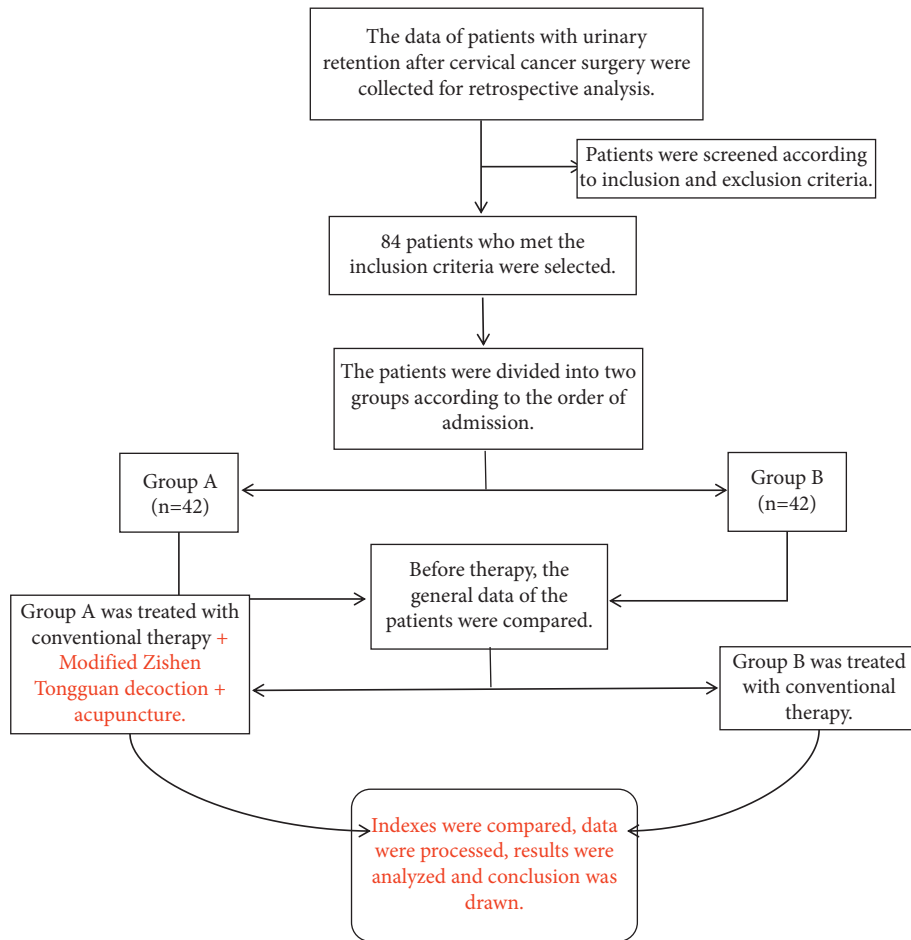 The data of patients with urinary
retention after cervical cancer surgery were
collected for retrospective analysis.
Patients were screened according
to inclusion and exclusion criteria.
84 patients who met the
inclusion criteria were selected.
The patients were divided into two
groups according to the order of
admission.
Group A
(n=42)
Group B
(n=42)
Before therapy, the
general data of the
patients were compared.
Group A was treated with
conventional therapy +
Modified Zishen
Tongguan decoction +
acupuncture.
Group B was treated
with conventional
therapy.
Indexes were compared, data
were processed, results were
analyzed and conclusion was
drawn.